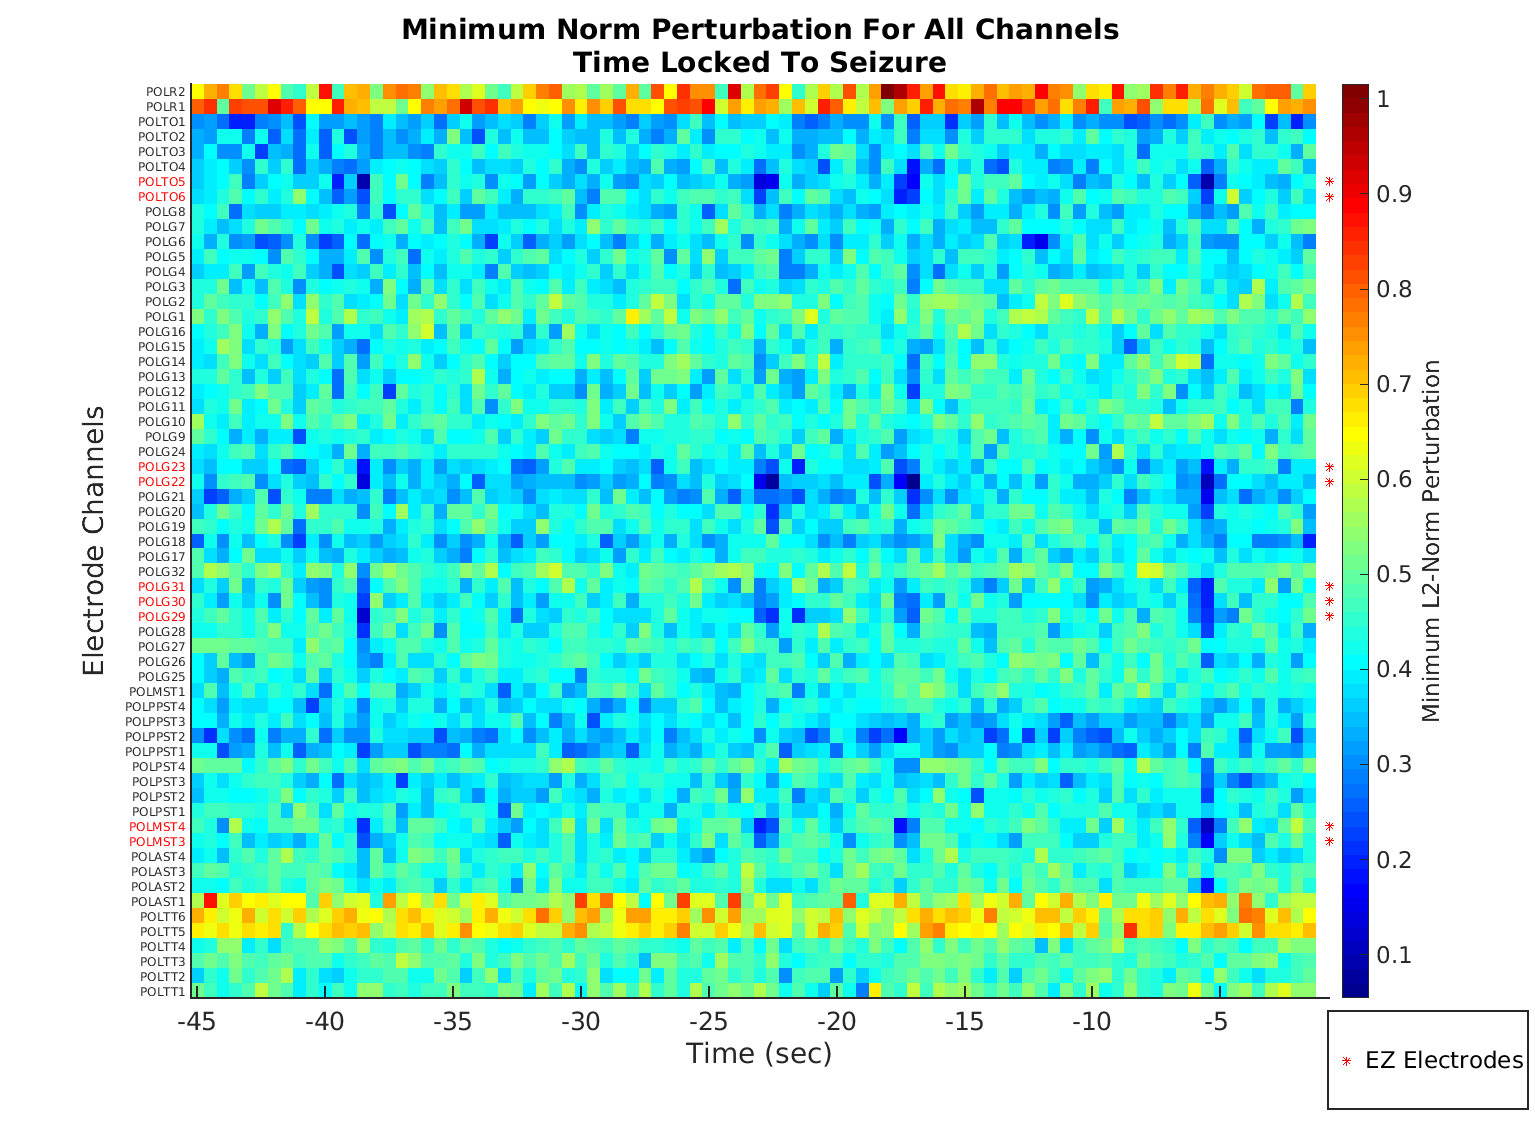 Minimum Norm Perturbation For All Channels
Time Locked To Seizure
Electrode Channels
POLR2
POLR1
POLTO1
POLTO2
POLTO3
POLTO4
POLTO5
POLTO6
POLG8
POLG7
POLG6
POLG5
POLG4
POLG3
POLG2
POLG1
POLG16
POLG15
POLG14
POLG13
POLG12
POLG11
POLG10
POLG9
POLG24
POLG23
POLG22
POLG21
POLG20
POLG19
POLG18
POLG17
POLG32
POLG31
POLG30
POLG29
POLG28
POLG27
POLG26
POLG25
POLMST1
POLPPST4
POLPPST3
POLPPST2
POLPPST1
POLPST4
POLPST3
POLPST2
POLPST1
POLMST4
POLMST3
POLAST4
POLAST3
POLAST2
POLAST1
POLTT6
POLTT5
POLTT4
POLTT3
POLTT2
POLTT1
-45 -40 -35 -30 -25 -20 -15 -10 -5
Time (sec)
1
0.9
0.8
0.7
0.6
0.5
0.4
0.3
0.2
0.1
Minimum L2-Norm Perturbation
EZ Electrodes